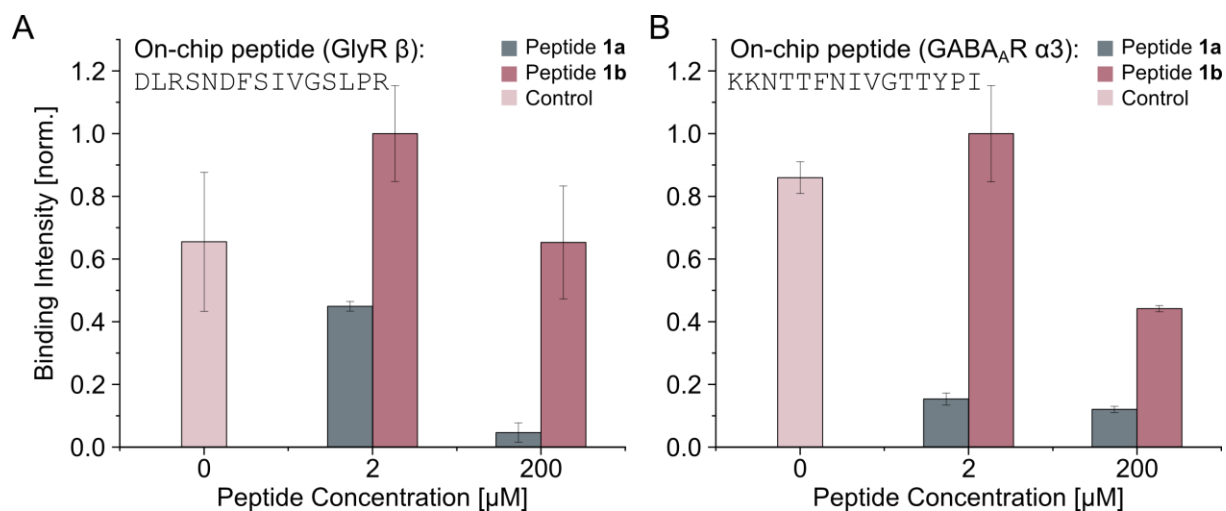 A
On-chip peptide (GlyR β):
DLRSNDFSIVGSLPR
Peptide 1a
Peptide 1b
Control
Binding Intensity [norm.]
1.2
1.0
0.8
0.6
0.4
0.2
0.0
0
2
200
Peptide Concentration [µM]
B
On-chip peptide (GABA_AR α3):
KKNTTFNIVGTTYPI
Peptide 1a
Peptide 1b
Control
1.2
1.0
0.8
0.6
0.4
0.2
0.0
0
2
200
Peptide Concentration [µM]